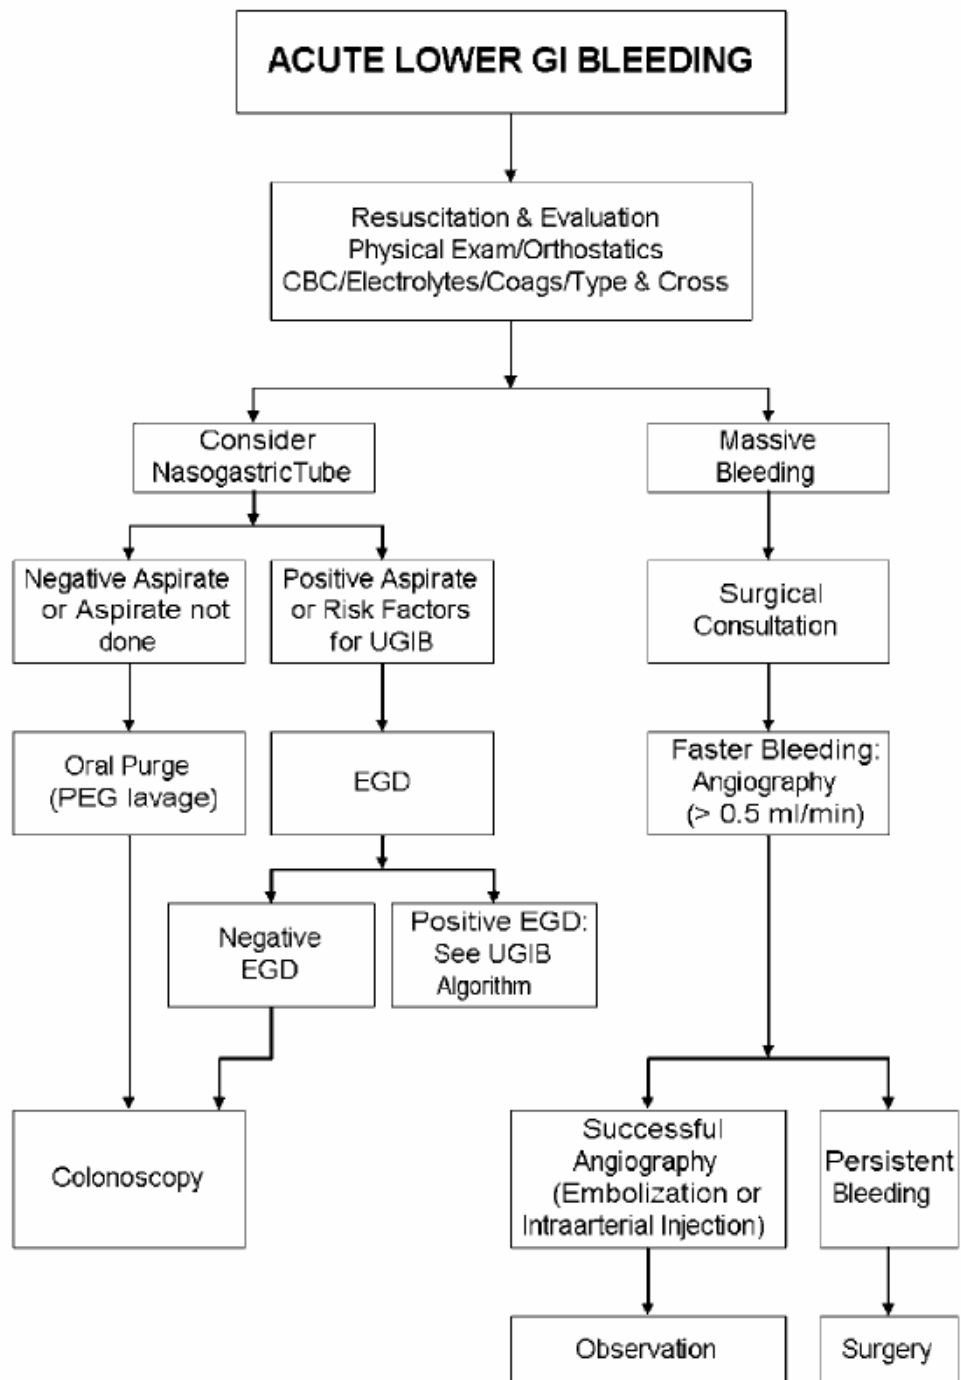 ACUTE LOWER GI BLEEDING
Resuscitation & Evaluation
Physical Exam/Orthostatics
CBC/Electrolytes/Coags/Type & Cross
Consider
NasogastricTube
Massive
Bleeding
Negative Aspirate
or Aspirate not
done
Positive Aspirate
or Risk Factors
for UGIB
Surgical
Consultation
Oral Purge
(PEG lavage)
EGD
Faster Bleeding:
Angiography
(> 0.5 ml/min)
Negative
EGD
Positive EGD:
See UGIB
Algorithm
Colonoscopy
Successful
Angiography
(Embolization or
Intraarterial Injection)
Persistent
Bleeding
Observation
Surgery